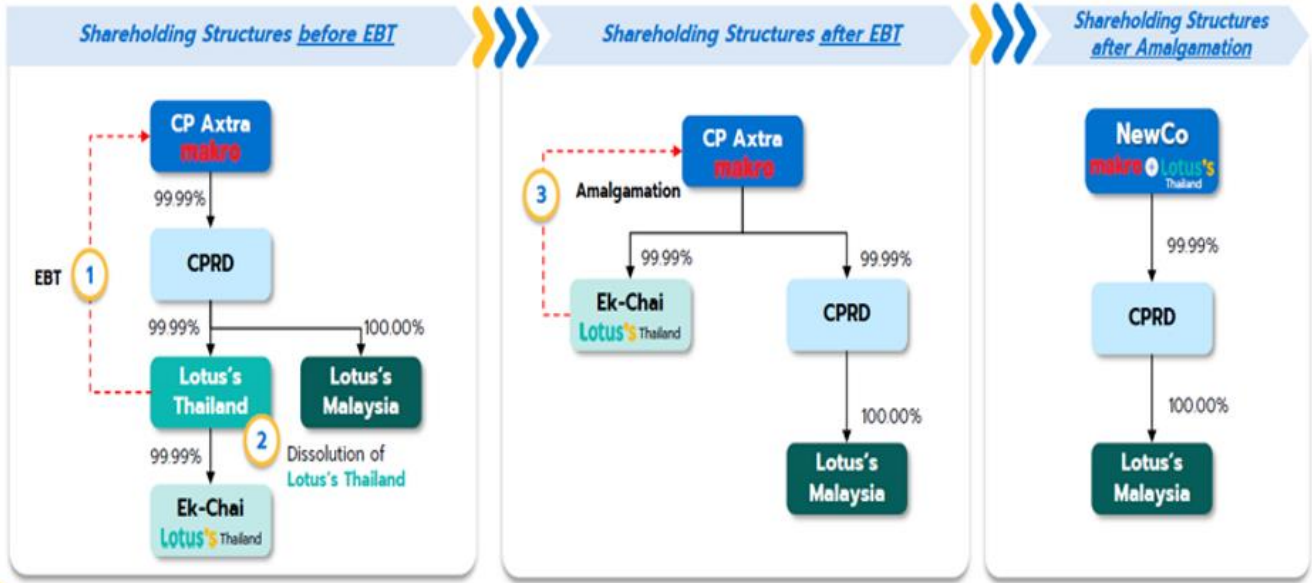 Shareholding Structures before EBT
CP Axtra
makro
99.99%
CPRD
EBT
1
99.99%
100.00%
Lotus's
Thailand
Lotus's
Malaysia
2
99.99%
Dissolution of
Lotus's Thailand
Ek-Chai
Lotus's Thailand
Shareholding Structures after EBT
CP Axtra
makro
3
Amalgamation
99.99%
99.99%
Ek-Chai
Lotus's Thailand
CPRD
100.00%
Lotus's
Malaysia
Shareholding Structures
after Amalgamation
NewCo
makro + Lotus's
Thailand
99.99%
CPRD
100.00%
Lotus's
Malaysia